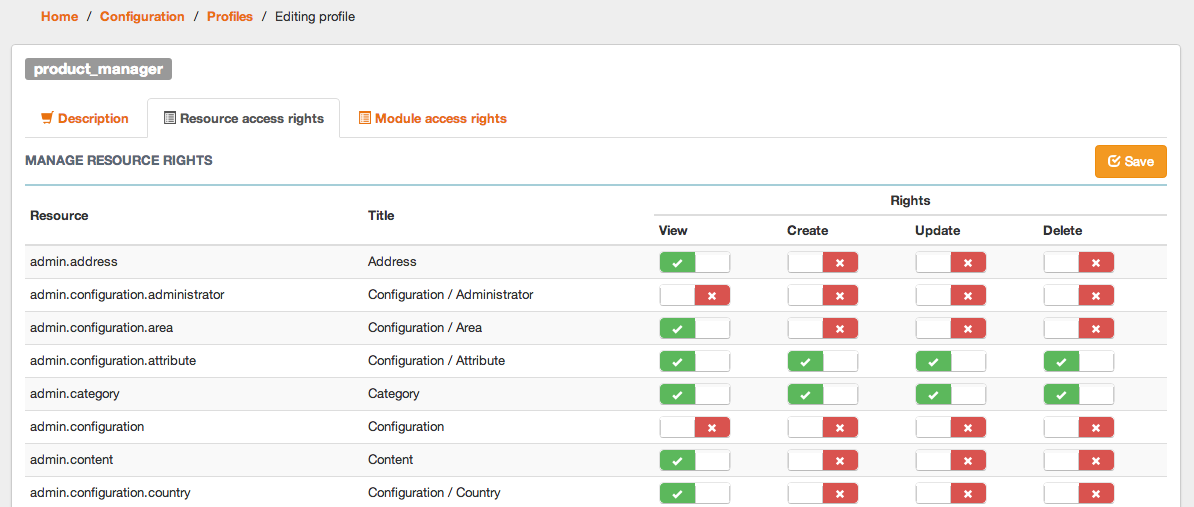 Home / Configuration / Profiles / Editing profile
product_manager
Description Resource access rights Module access rights
MANAGE RESOURCE RIGHTS Save
Rights
Resource Title
View Create Update Delete
admin.address Address
admin.configuration.administrator Configuration / Administrator
admin.configuration.area Configuration / Area
admin.configuration.attribute Configuration / Attribute
admin.category Category
admin.configuration Configuration
admin.content Content
admin.configuration.country Configuration / Country